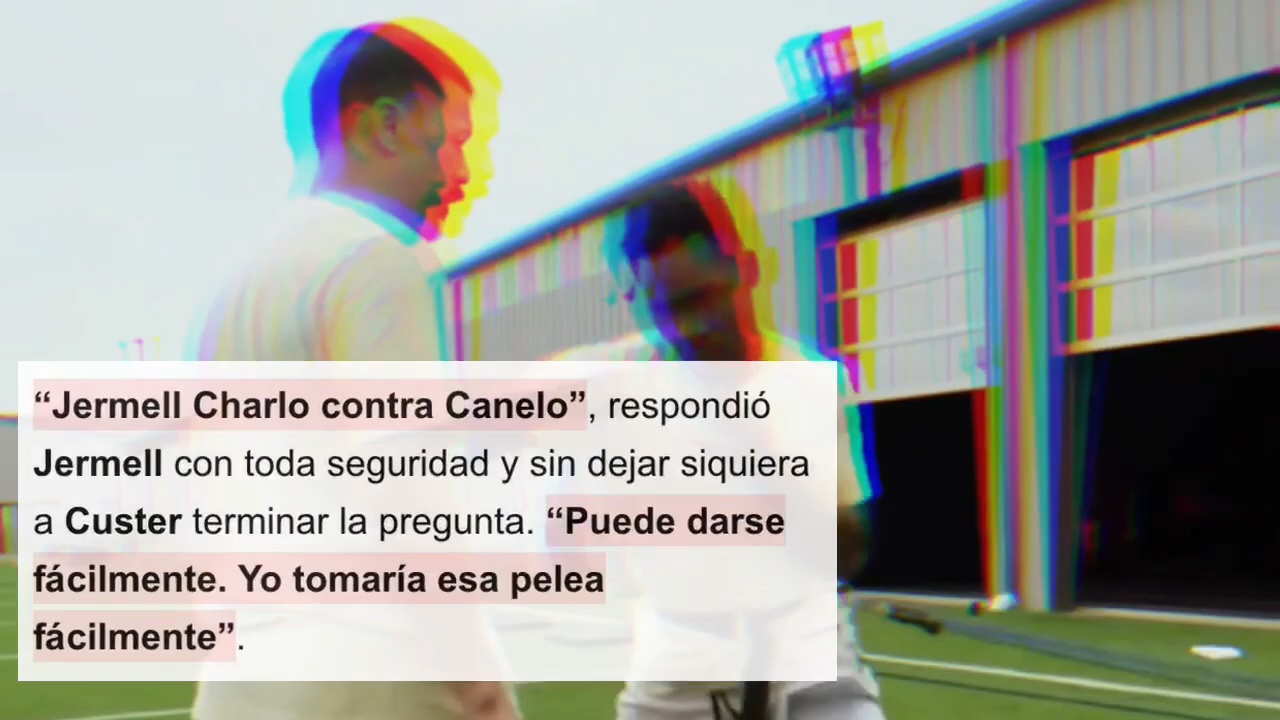 “Jermell Charlo contra Canelo”, respondió
Jermell con toda seguridad y sin dejar siquiera
a Custer terminar la pregunta. “Puede darse
fácilmente. Yo tomaría esa pelea
fácilmente”.